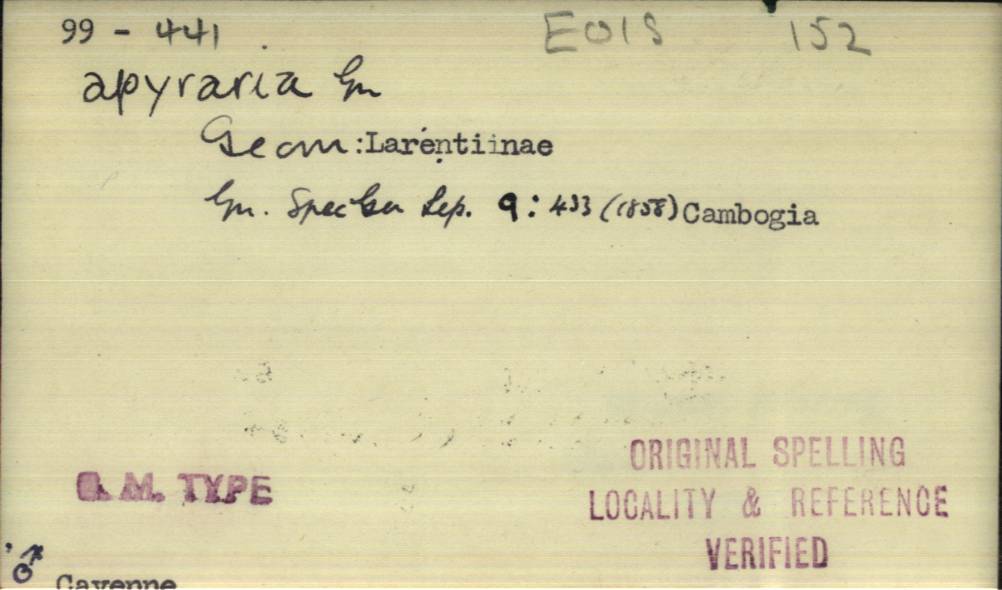 99 - 441 EOIS 152
apyraria Gn
Geom: Larentiinae
Gn. Spec Gen Lep. 9: 433 (1858) Cambogia
B. M. TYPE
ORIGINAL SPELLING
LOCALITY & REFERENCE
VERIFIED
♂ Cayenne